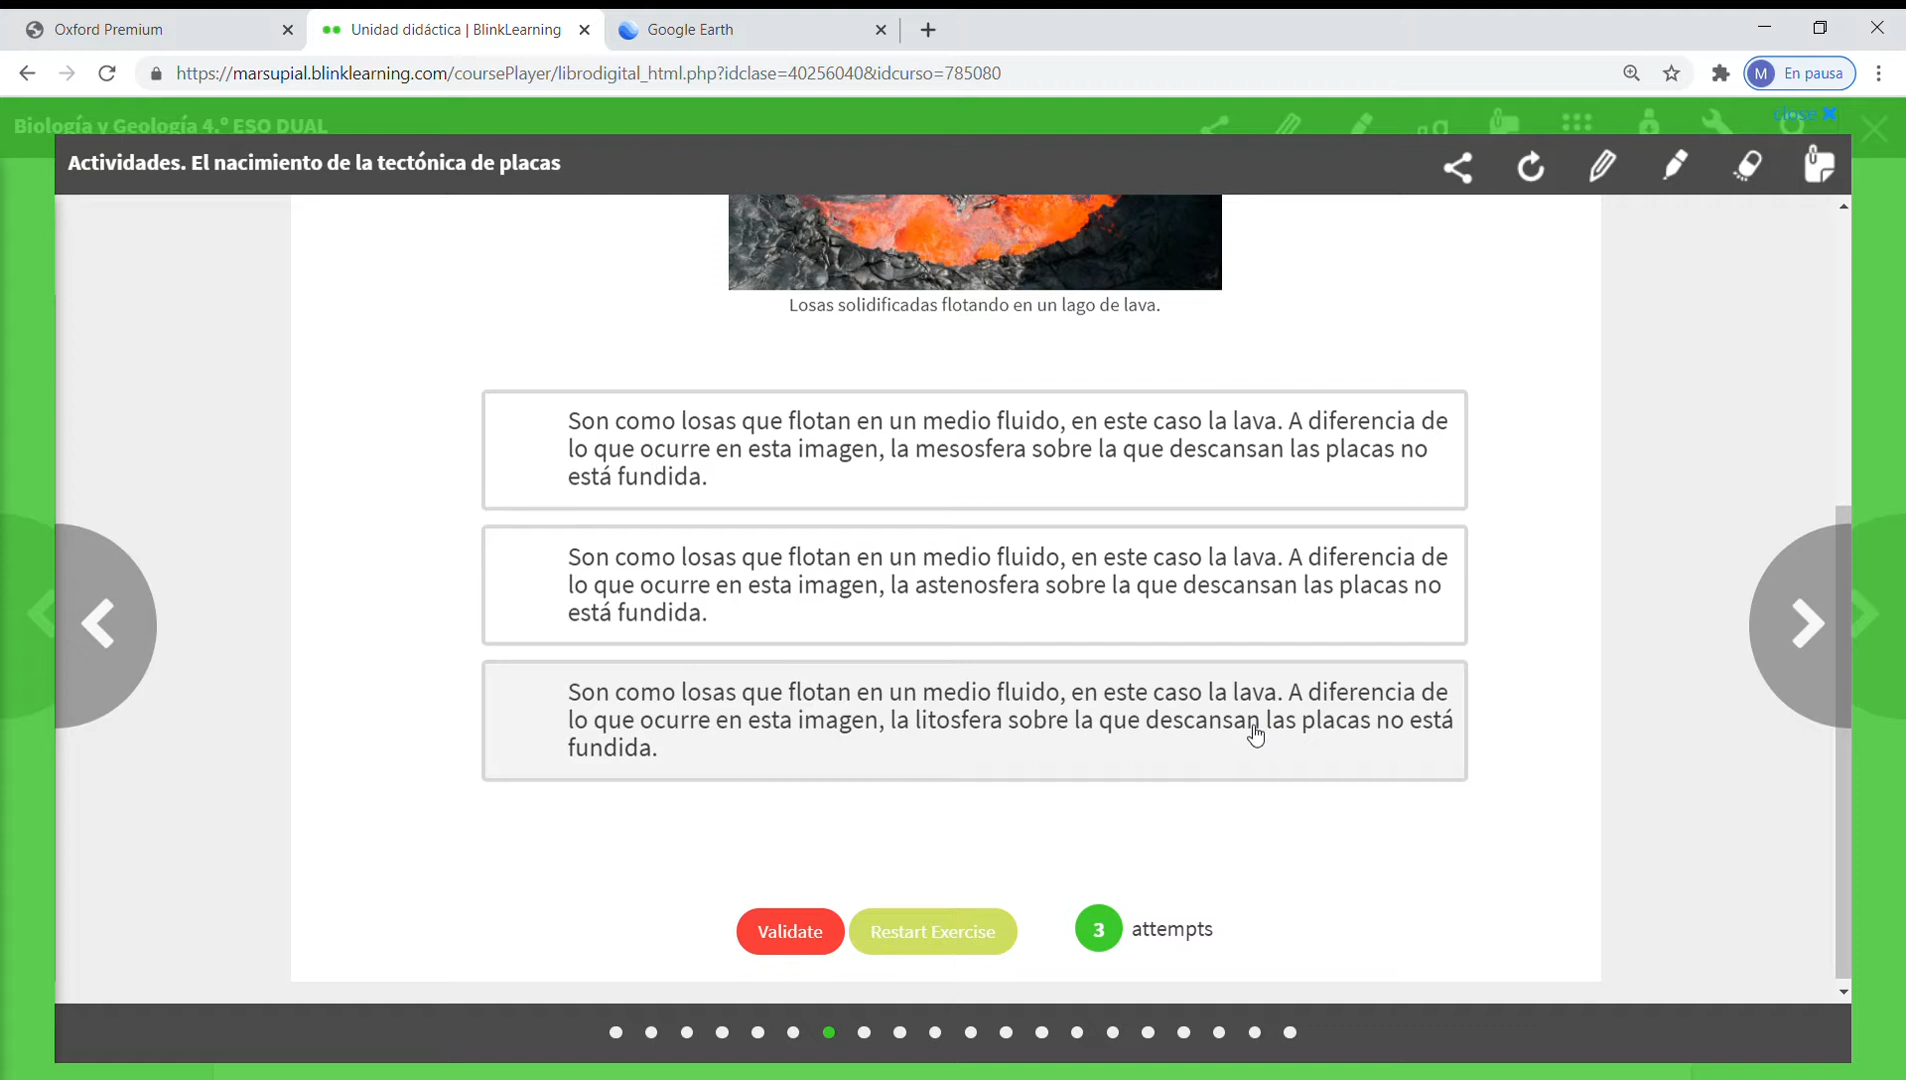 Oxford Premium
Unidad didáctica | BlinkLearning
Google Earth
https://marsupial.blinklearning.com/coursePlayer/librodigital_html.php?idclase=40256040&idcurso=785080
M En pausa
Biología y Geología 4.º ESO DUAL
close
Actividades. El nacimiento de la tectónica de placas
Losas solidificadas flotando en un lago de lava.
Son como losas que flotan en un medio fluido, en este caso la lava. A diferencia de
lo que ocurre en esta imagen, la mesosfera sobre la que descansan las placas no
está fundida.
Son como losas que flotan en un medio fluido, en este caso la lava. A diferencia de
lo que ocurre en esta imagen, la astenosfera sobre la que descansan las placas no
está fundida.
Son como losas que flotan en un medio fluido, en este caso la lava. A diferencia de
lo que ocurre en esta imagen, la litosfera sobre la que descansan las placas no está
fundida.
Validate
Restart Exercise
3 attempts